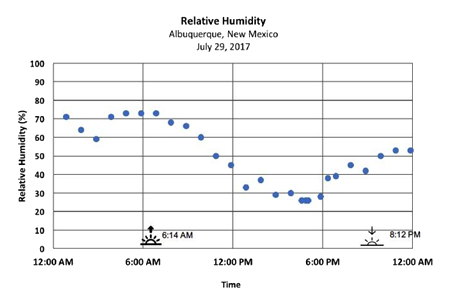 Relative Humidity
Albuquerque, New Mexico
July 29, 2017
Relative Humidity (%)
100
90
80
70
60
50
40
30
20
10
0
6:14 AM
8:12 PM
12:00 AM
6:00 AM
12:00 PM
6:00 PM
12:00 AM
Time